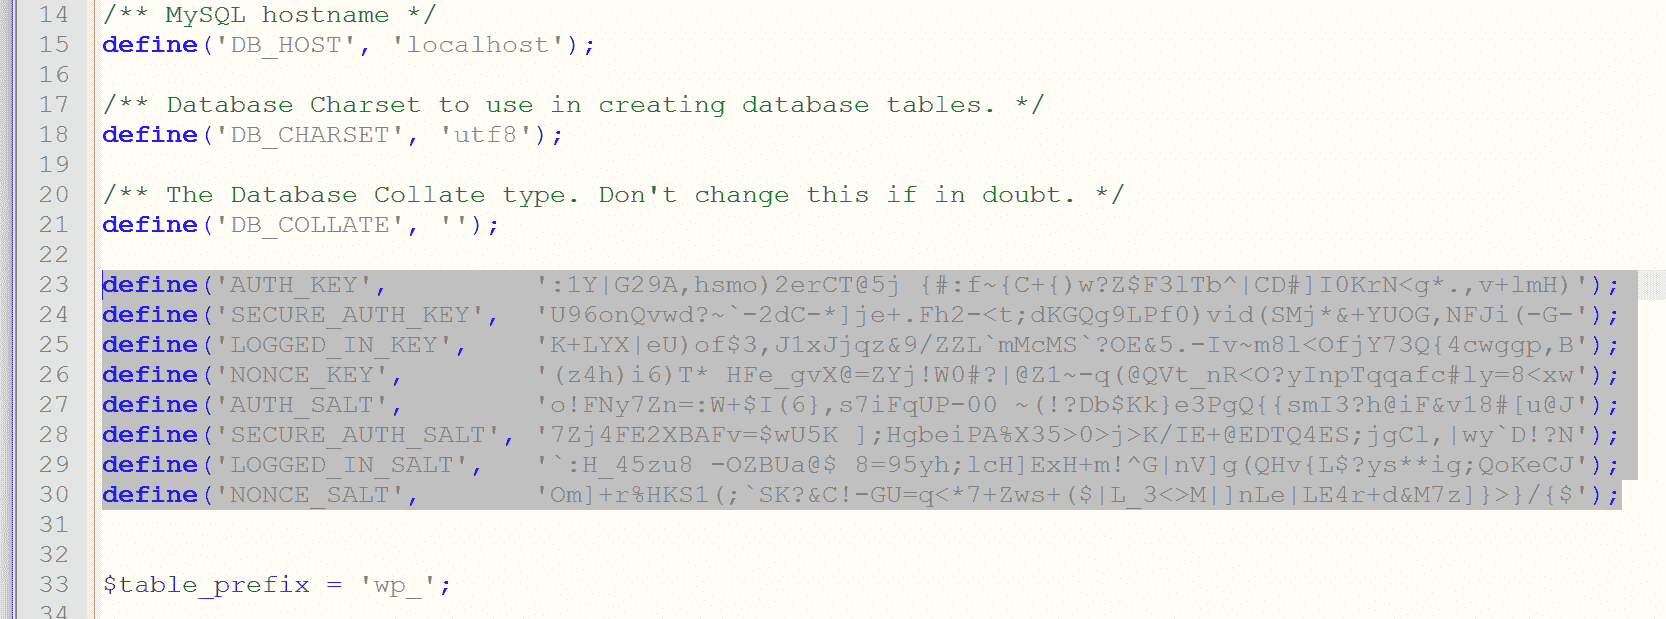 14 /** MySQL hostname */
15 define('DB_HOST', 'localhost');
16
17 /** Database Charset to use in creating database tables. */
18 define('DB_CHARSET', 'utf8');
19
20 /** The Database Collate type. Don't change this if in doubt. */
21 define('DB_COLLATE', '');
22
23 define('AUTH_KEY',         ':1Y|G29A,hsmo)2erCT@5j {#:f~{C+{)w?Z$F3lTb^|CD#]I0KrN<g*.,v+lmH)');
24 define('SECURE_AUTH_KEY',  'U96onQvwd?~`-2dC-*]je+.Fh2-<t;dKGQg9LPf0)vid(SMj*&+YUOG,NFJi(-G-');
25 define('LOGGED_IN_KEY',    'K+LYX|eU)of$3,J1xJjqz&9/ZZL`mMcMS`?OE&5.-Iv~m8l<OfjY73Q{4cwggp,B');
26 define('NONCE_KEY',        '(z4h)i6)T* HFe_gvX@=ZYj!W0#?|@Z1~-q(@QVt_nR<O?yInpTqqafc#ly=8<xw');
27 define('AUTH_SALT',        'o!FNy7Zn=:W+$I(6},s7iFqUP-00 ~(!?Db$Kk}e3PgQ{{smI3?h@iF&v18#[u@J');
28 define('SECURE_AUTH_SALT', '7Zj4FE2XBAFv=$wU5K ];HgbeiPA%X35>0>j>K/IE+@EDTQ4ES;jgCl,|wy`D!?N');
29 define('LOGGED_IN_SALT',   '`:H_45zu8 -OZBUa@$ 8=95yh;lcH]ExH+m!^G|nV]g(QHv{L$?ys**ig;QoKeCJ');
30 define('NONCE_SALT',       'Om]+r%HKS1(;`SK?&C!-GU=q<*7+Zws+($|L_3<>M|]nLe|LE4r+d&M7z]}>}/{$');
31
32
33 $table_prefix = 'wp_';
34